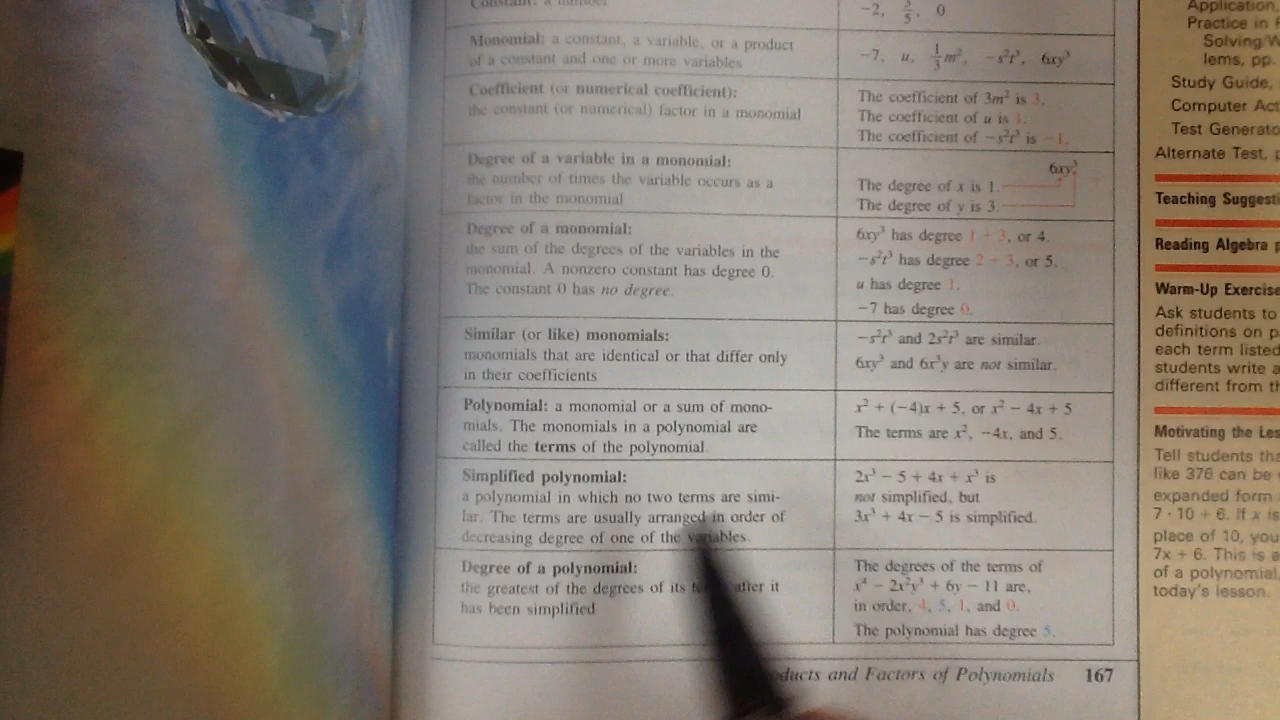 Constant: a number
-2, 3/5, 0
Monomial: a constant, a variable, or a product
of a constant and one or more variables
-7, u, 1/3 m², -s²t³, 6xy³
Coefficient (or numerical coefficient):
the constant (or numerical) factor in a monomial
The coefficient of 3m² is 3.
The coefficient of u is 1.
The coefficient of -s²t³ is -1.
Degree of a variable in a monomial:
the number of times the variable occurs as a
factor in the monomial
6xy³
The degree of x is 1.
The degree of y is 3.
Degree of a monomial:
the sum of the degrees of the variables in the
monomial. A nonzero constant has degree 0.
The constant 0 has no degree.
6xy³ has degree 1 + 3, or 4.
-s²t³ has degree 2 + 3, or 5.
u has degree 1.
-7 has degree 0.
Similar (or like) monomials:
monomials that are identical or that differ only
in their coefficients
-s²t³ and 2s²t³ are similar.
6xy³ and 6x³y are not similar.
Polynomial: a monomial or a sum of mono-
mials. The monomials in a polynomial are
called the terms of the polynomial
x² + (-4)x + 5, or x² - 4x + 5
The terms are x², -4x, and 5.
Simplified polynomial:
a polynomial in which no two terms are simi-
lar. The terms are usually arranged in order of
decreasing degree of one of the variables.
2x³ - 5 + 4x + x³ is
not simplified, but
3x³ + 4x - 5 is simplified.
Degree of a polynomial:
the greatest of the degrees of its after it
has been simplified
The degrees of the terms of
x⁴ - 2x²y³ + 6y - 11 are,
in order, 4, 5, 1, and 0.
The polynomial has degree 5.
oducts and Factors of Polynomials 167
Application,
Practice in
Solving W
lems, pp.
Study Guide,
Computer Act
Test Generato
Alternate Test, p
Teaching Suggesti
Reading Algebra p
Warm-Up Exercise
Ask students to
definitions on p
each term listed
students write a
different from th
Motivating the Les
Tell students tha
like 376 can be
expanded form
7 · 10 + 6. If x is
place of 10, you
7x + 6. This is a
of a polynomial
today's lesson.